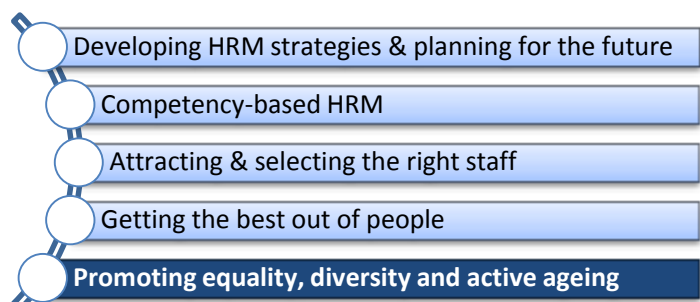 Developing HRM strategies & planning for the future
Competency-based HRM
Attracting & selecting the right staff
Getting the best out of people
Promoting equality, diversity and active ageing